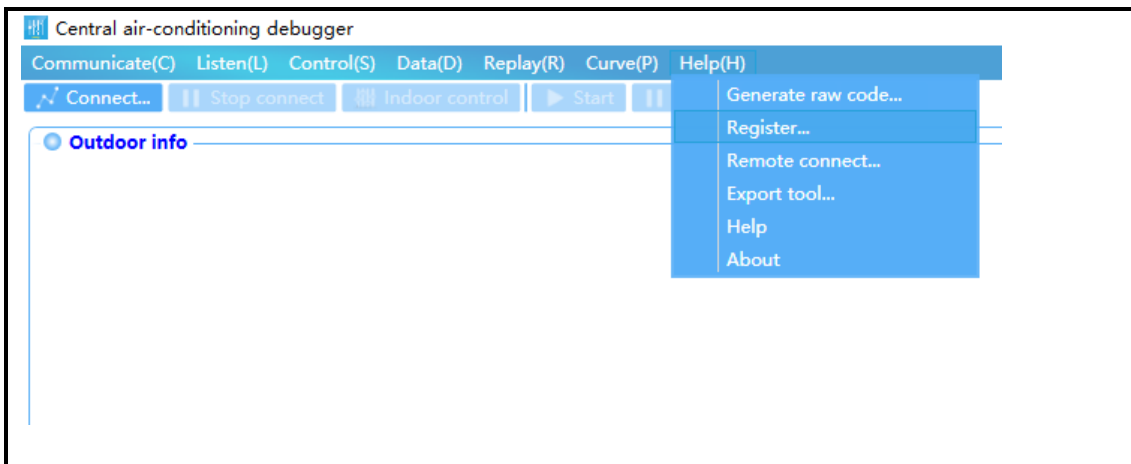 Central air-conditioning debugger
Communicate(C) Listen(L) Control(S) Data(D) Replay(R) Curve(P) Help(H)
Connect... Stop connect Indoor control Start
Generate raw code...
Register...
Outdoor info
Remote connect...
Export tool...
Help
About